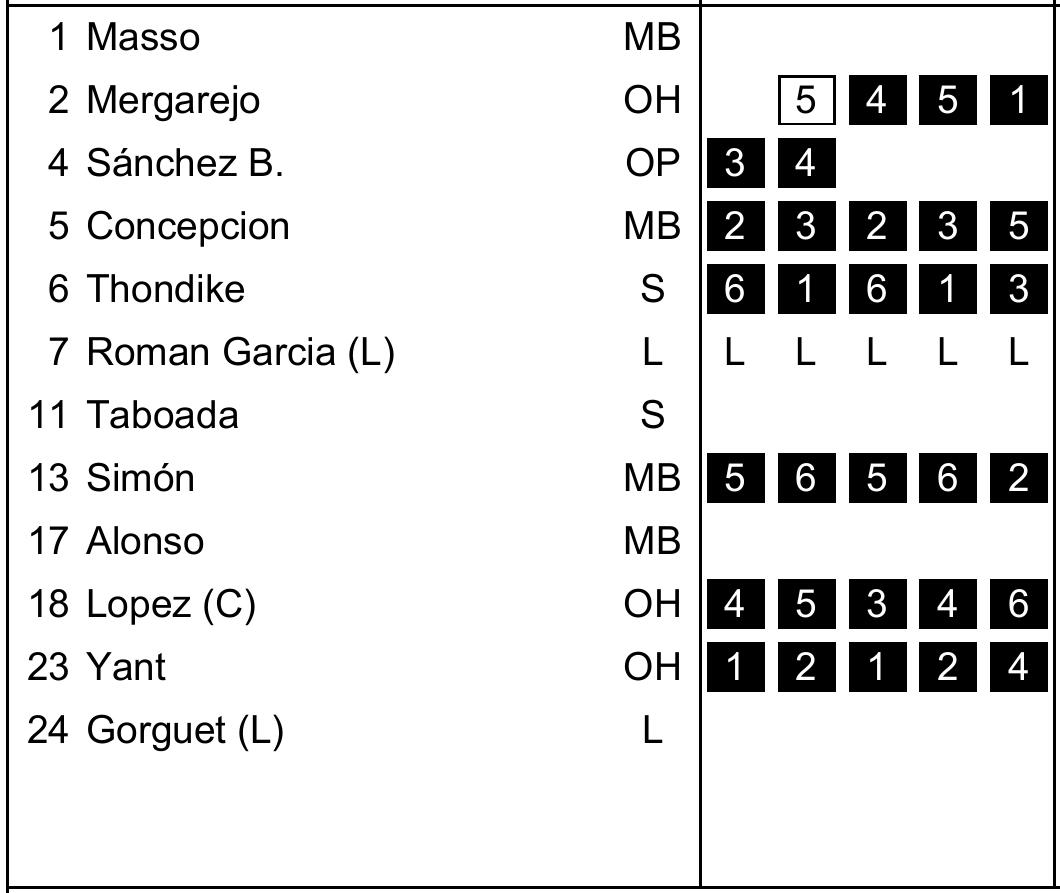 1 Masso MB
2 Mergarejo OH 5 4 5 1
4 Sánchez B. OP 3 4
5 Concepcion MB 2 3 2 3 5
6 Thondike S 6 1 6 1 3
7 Roman Garcia (L) L L L L L L
11 Taboada S
13 Simón MB 5 6 5 6 2
17 Alonso MB
18 Lopez (C) OH 4 5 3 4 6
23 Yant OH 1 2 1 2 4
24 Gorguet (L) L